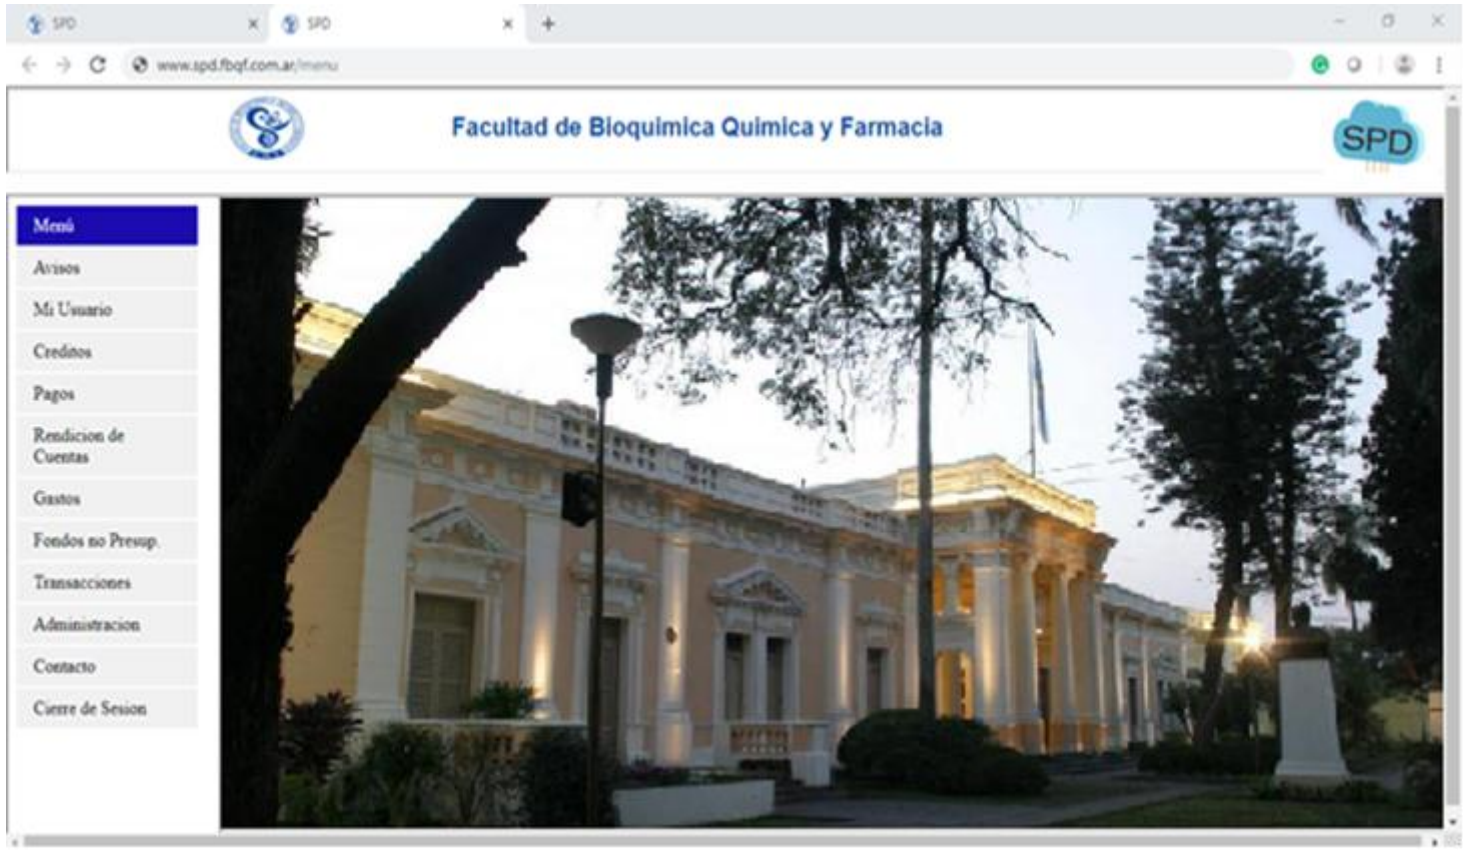 SPD
SPD
www.spd.fbqf.com.ar/menu
Facultad de Bioquimica Quimica y Farmacia
SPD
Menú
Avisos
Mi Usuario
Creditos
Pagos
Rendicion de
Cuentas
Gastos
Fondos no Presup.
Transacciones
Administracion
Contacto
Cierre de Sesion